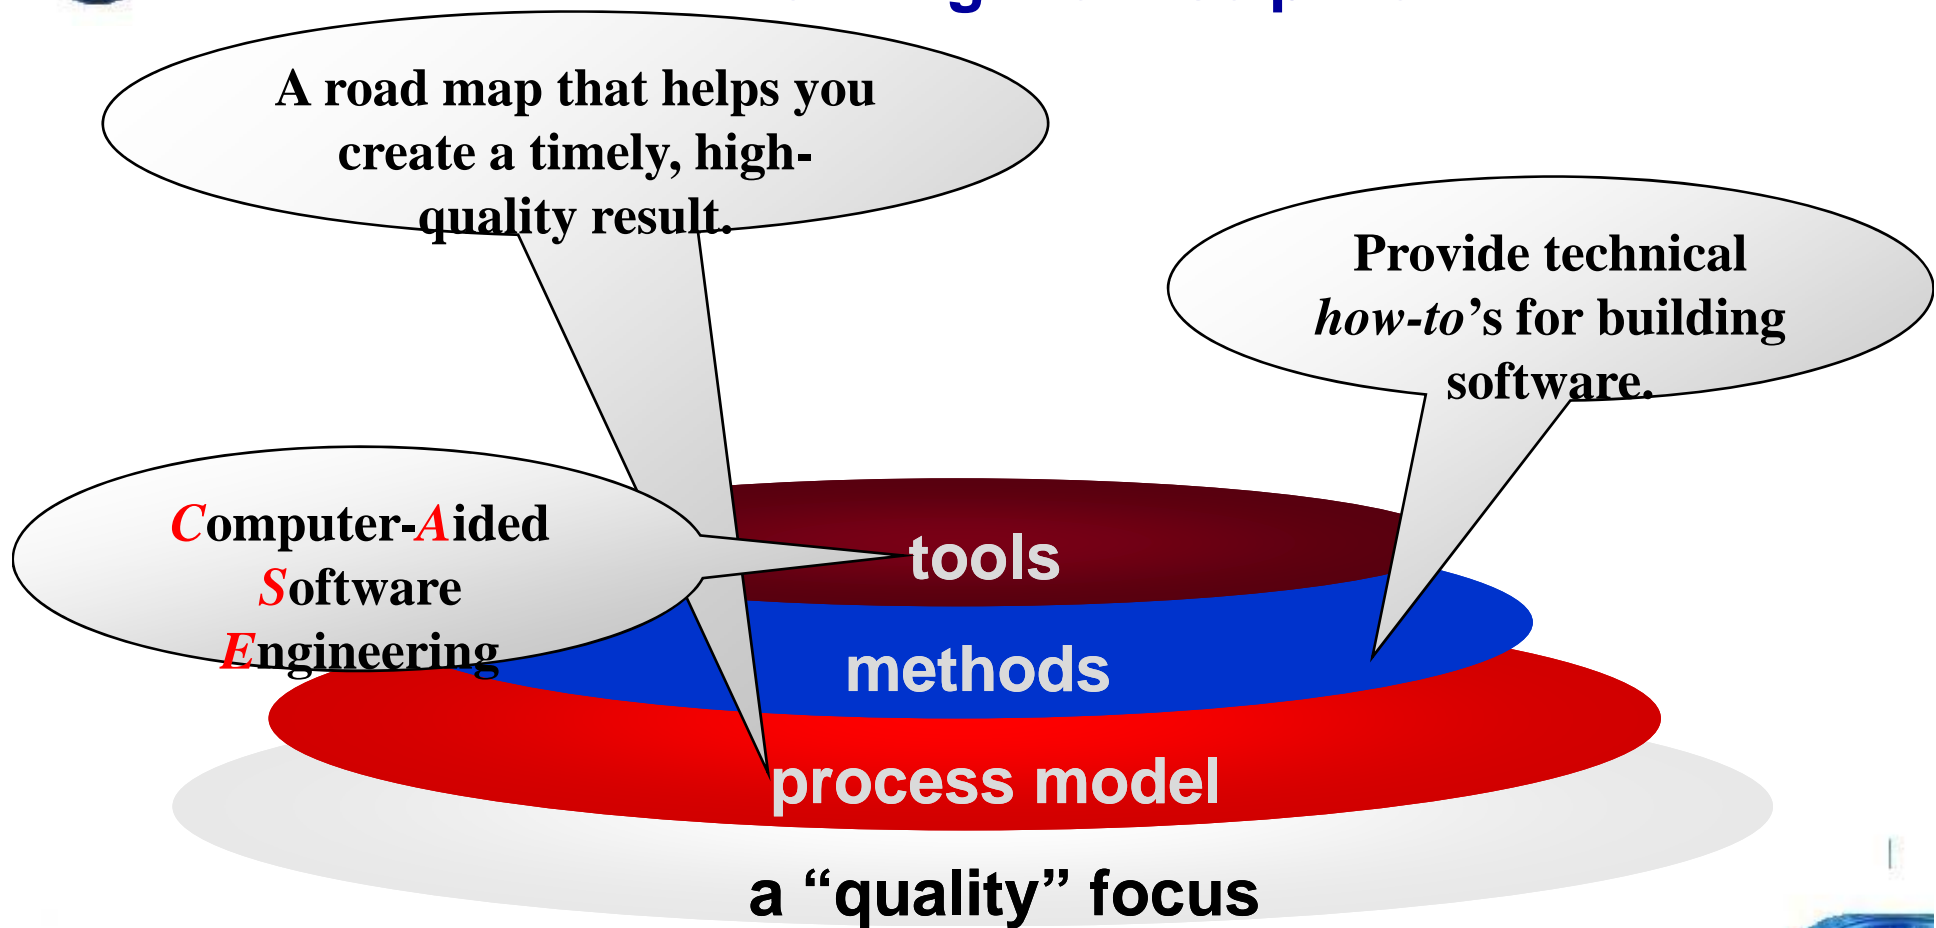 A road map that helps you
create a timely, high-
quality result.
Provide technical
how-to’s for building
software.
Computer-Aided
Software
Engineering
tools
methods
process model
a “quality” focus